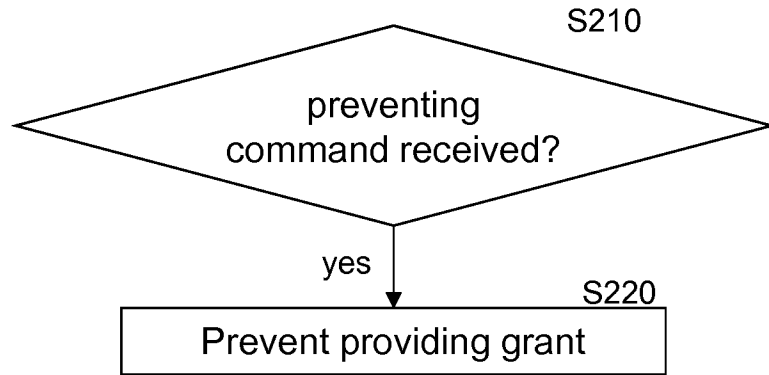 S210
preventing
command received?
yes
S220
Prevent providing grant